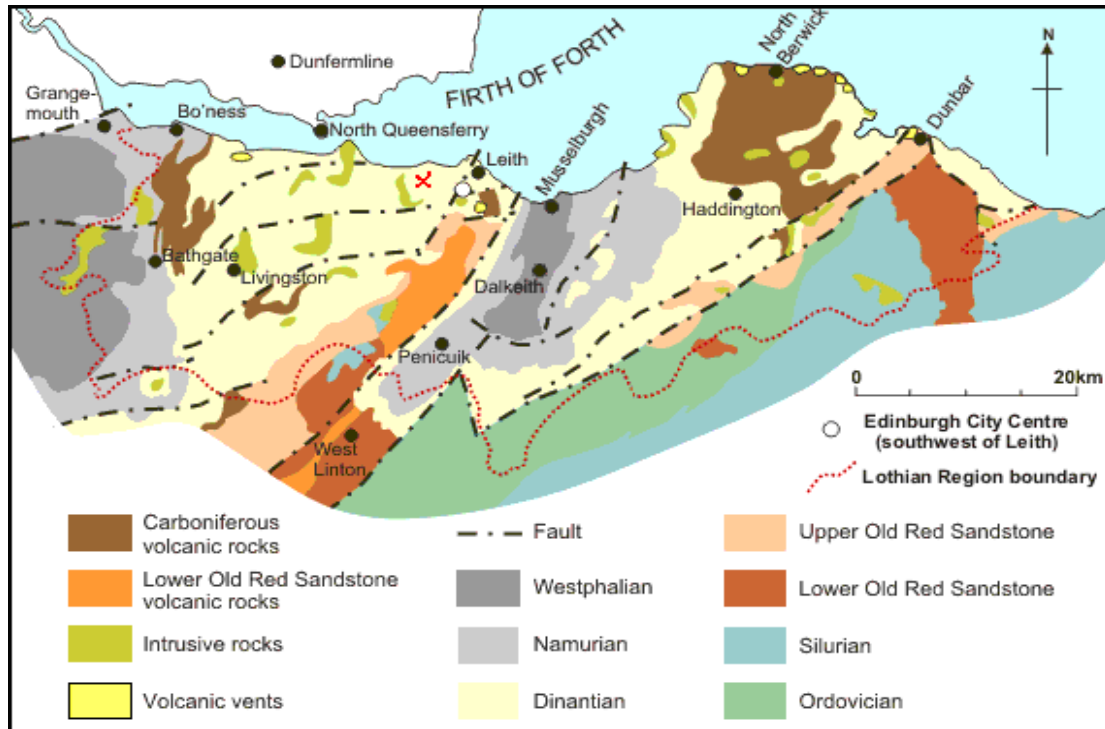 Dunfermline
FIRTH OF FORTH
North
Berwick
N
Grange-
mouth
Bo'ness
North Queensferry
Leith
Musselburgh
Dunbar
Haddington
Bathgate
Livingston
Dalkeith
Penicuik
West
Linton
0 20km
Edinburgh City Centre
(southwest of Leith)
Lothian Region boundary
Carboniferous
volcanic rocks
Fault
Upper Old Red Sandstone
Lower Old Red Sandstone
volcanic rocks
Westphalian
Lower Old Red Sandstone
Intrusive rocks
Namurian
Silurian
Volcanic vents
Dinantian
Ordovician